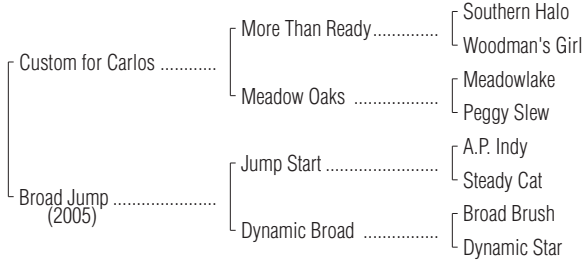 Southern Halo
More Than Ready..............
Woodman's Girl
Custom for Carlos ............
Meadowlake
Meadow Oaks ..................
Peggy Slew
A.P. Indy
Jump Start ........................
Steady Cat
Broad Jump ......................
(2005)
Broad Brush
Dynamic Broad ................
Dynamic Star